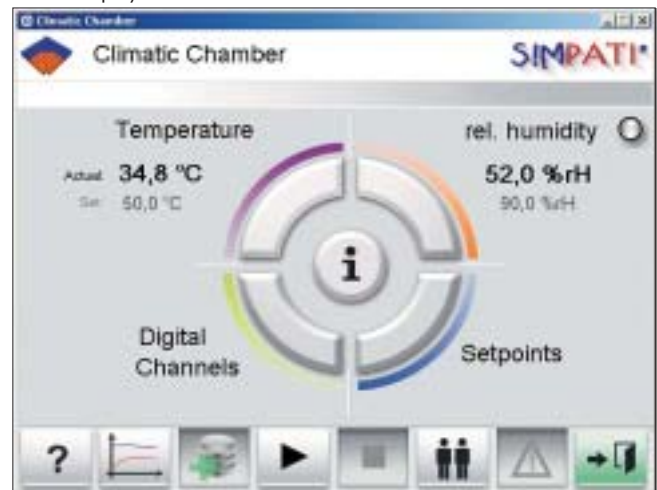 Climatic Chamber
Climatic Chamber
SIMPATI*
Temperature
rel. humidity
Actual 34,8 °C
52,0 %rH
Set 50,0 °C
90,0 %rH
i
Digital
Channels
Setpoints
?